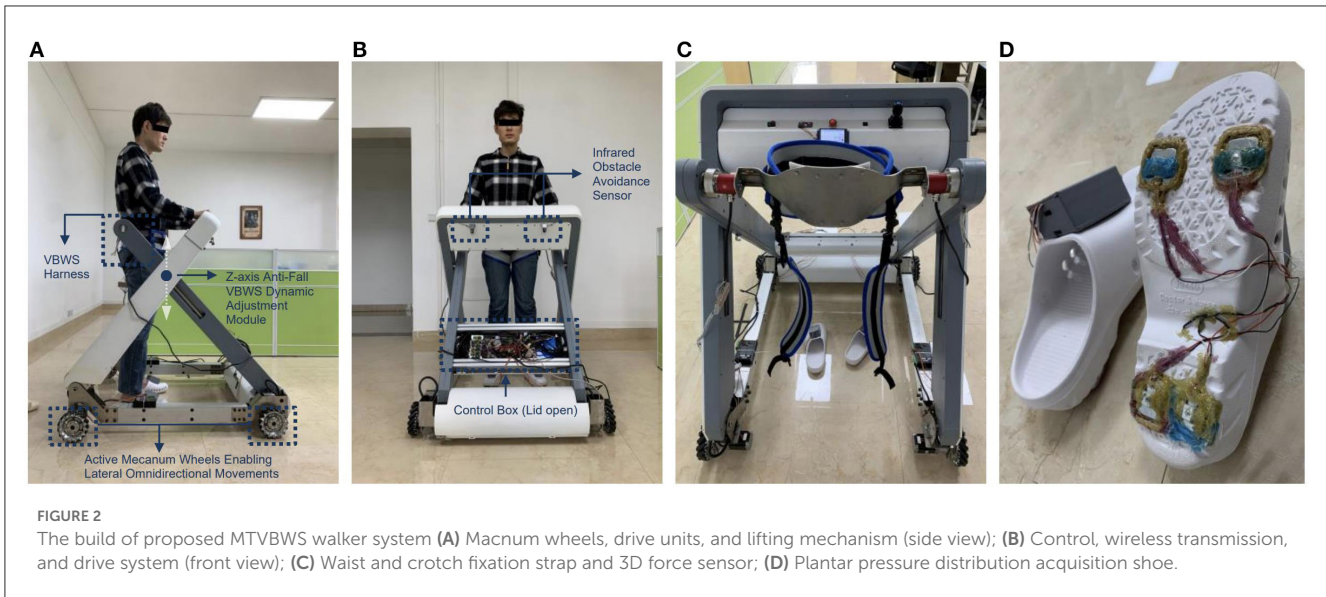 A
B
C
D
VBWS
Harness
Z-axis Anti-Fall
VBWS Dynamic
Adjustment
Module
Active Mecanum Wheels Enabling
Lateral Omnidirectional Movements
Infrared
Obstacle
Avoidance
Sensor
Control Box (Lid open)
FIGURE 2
The build of proposed MTVBWS walker system (A) Macnum wheels, drive units, and lifting mechanism (side view); (B) Control, wireless transmission,
and drive system (front view); (C) Waist and crotch fixation strap and 3D force sensor; (D) Plantar pressure distribution acquisition shoe.